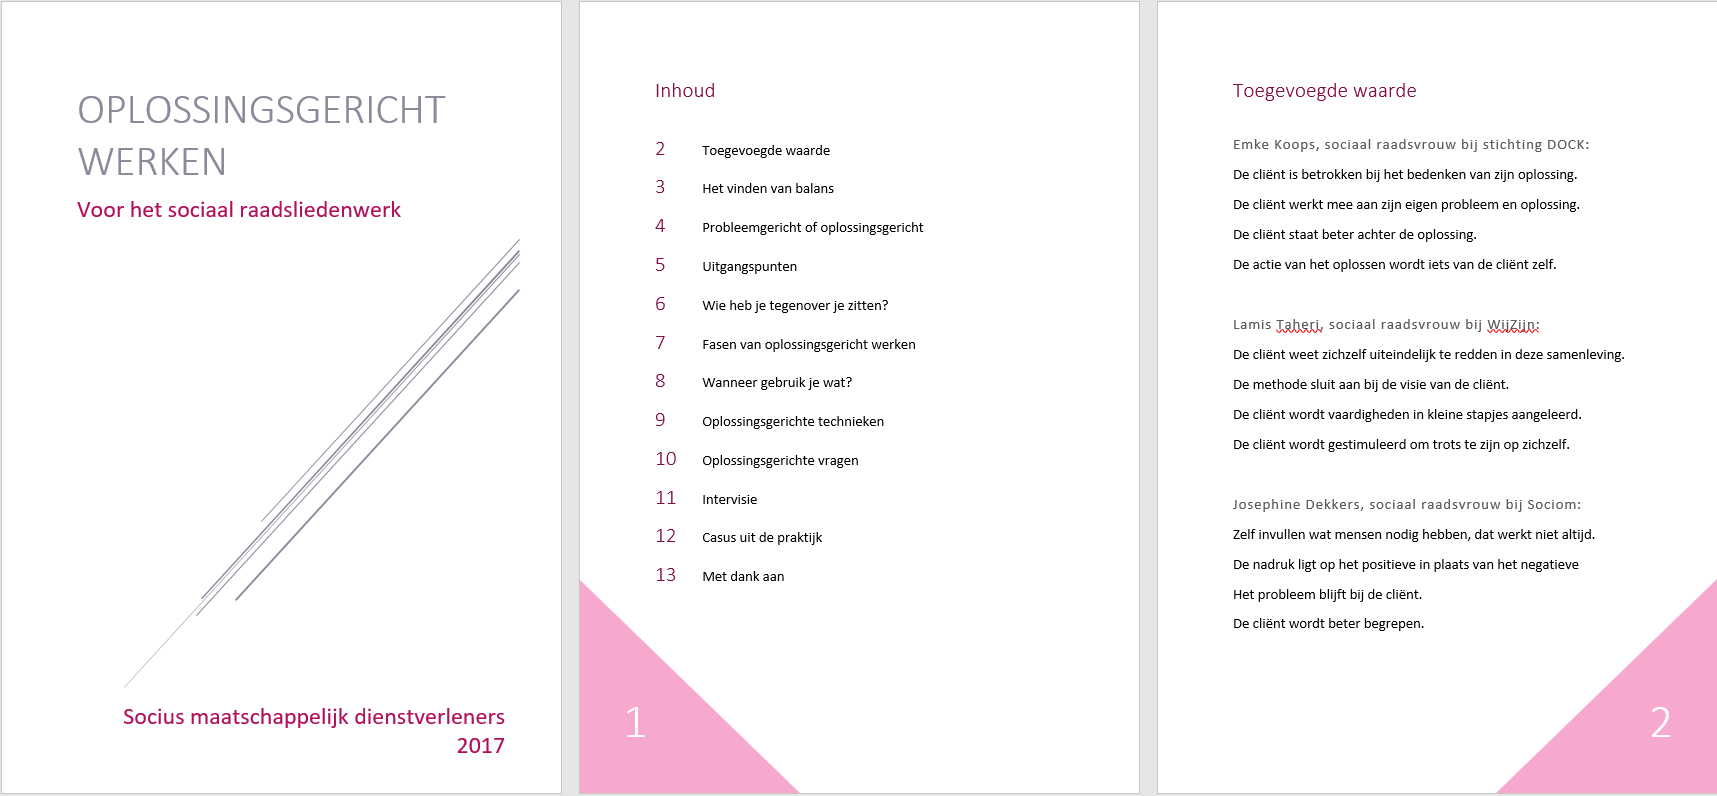 OPLOSSINGSGERICHT
WERKEN
Voor het sociaal raadsliedenwerk
Socius maatschappelijk dienstverleners
2017
Inhoud
2 Toegevoegde waarde
3 Het vinden van balans
4 Probleemgericht of oplossingsgericht
5 Uitgangspunten
6 Wie heb je tegenover je zitten?
7 Fasen van oplossingsgericht werken
8 Wanneer gebruik je wat?
9 Oplossingsgerichte technieken
10 Oplossingsgerichte vragen
11 Intervisie
12 Casus uit de praktijk
13 Met dank aan
1
Toegevoegde waarde
Emke Koops, sociaal raadsvrouw bij stichting DOCK:
De cliënt is betrokken bij het bedenken van zijn oplossing.
De cliënt werkt mee aan zijn eigen probleem en oplossing.
De cliënt staat beter achter de oplossing.
De actie van het oplossen wordt iets van de cliënt zelf.
Lamis Taheri, sociaal raadsvrouw bij WijZijn:
De cliënt weet zichzelf uiteindelijk te redden in deze samenleving.
De methode sluit aan bij de visie van de cliënt.
De cliënt wordt vaardigheden in kleine stapjes aangeleerd.
De cliënt wordt gestimuleerd om trots te zijn op zichzelf.
Josephine Dekkers, sociaal raadsvrouw bij Sociom:
Zelf invullen wat mensen nodig hebben, dat werkt niet altijd.
De nadruk ligt op het positieve in plaats van het negatieve
Het probleem blijft bij de cliënt.
De cliënt wordt beter begrepen.
2